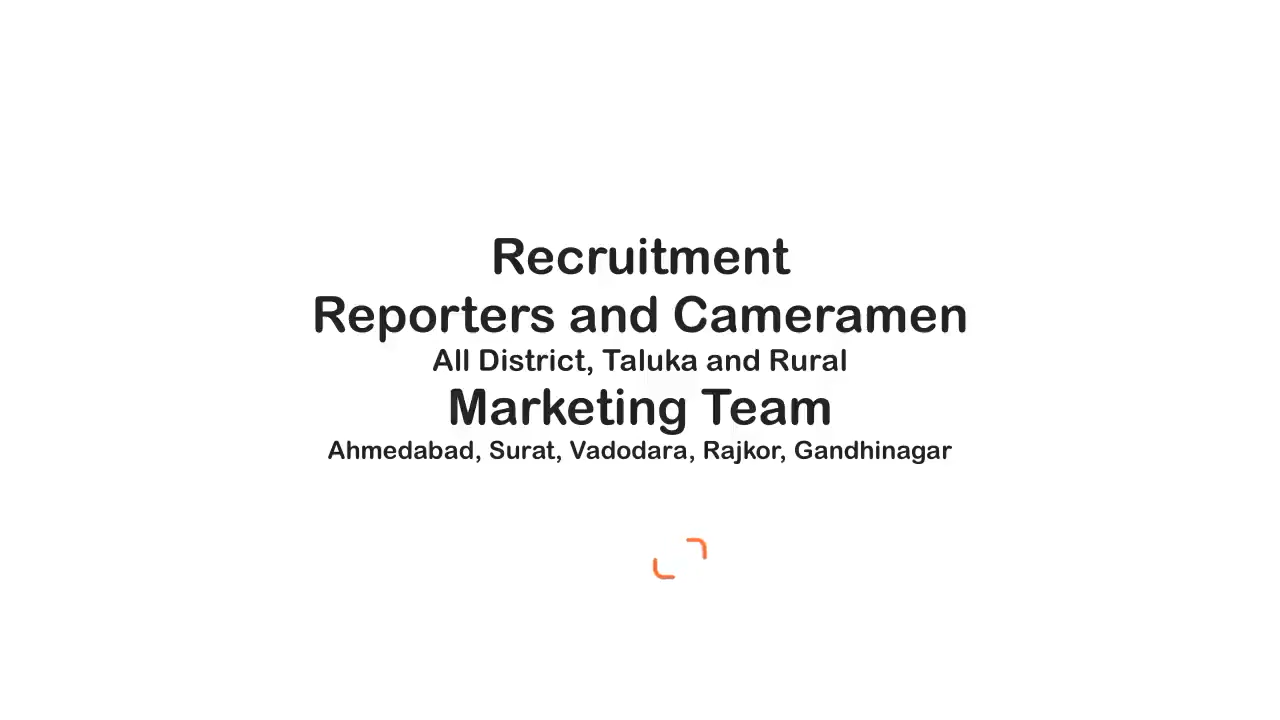 Recruitment
Reporters and Cameramen
All District, Taluka and Rural
Marketing Team
Ahmedabad, Surat, Vadodara, Rajkor, Gandhinagar